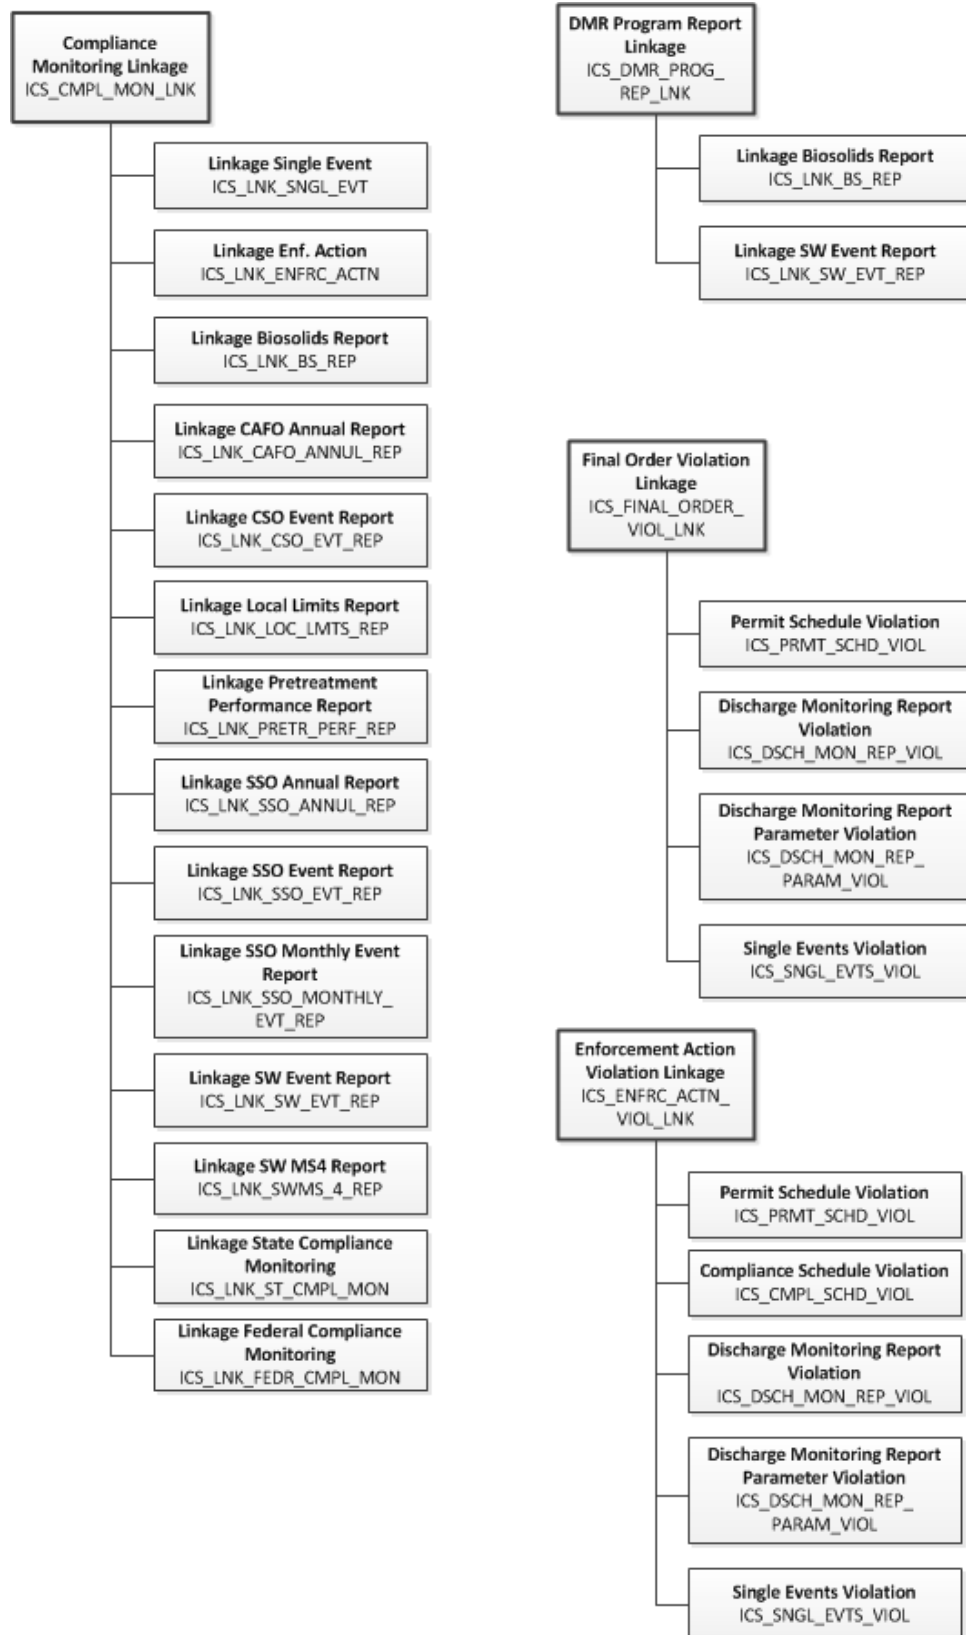 Compliance
Monitoring Linkage
ICS_CMPL_MON_LNK
Linkage Single Event
ICS_LNK_SNGL_EVT
Linkage Enf. Action
ICS_LNK_ENFRC_ACTN
Linkage Biosolids Report
ICS_LNK_BS_REP
Linkage CAFO Annual Report
ICS_LNK_CAFO_ANNUL_REP
Linkage CSO Event Report
ICS_LNK_CSO_EVT_REP
Linkage Local Limits Report
ICS_LNK_LOC_LMTS_REP
Linkage Pretreatment
Performance Report
ICS_LNK_PRETR_PERF_REP
Linkage SSO Annual Report
ICS_LNK_SSO_ANNUL_REP
Linkage SSO Event Report
ICS_LNK_SSO_EVT_REP
Linkage SSO Monthly Event
Report
ICS_LNK_SSO_MONTHLY_
EVT_REP
Linkage SW Event Report
ICS_LNK_SW_EVT_REP
Linkage SW MS4 Report
ICS_LNK_SWMS_4_REP
Linkage State Compliance
Monitoring
ICS_LNK_ST_CMPL_MON
Linkage Federal Compliance
Monitoring
ICS_LNK_FEDR_CMPL_MON
DMR Program Report
Linkage
ICS_DMR_PROG_
REP_LNK
Linkage Biosolids Report
ICS_LNK_BS_REP
Linkage SW Event Report
ICS_LNK_SW_EVT_REP
Final Order Violation
Linkage
ICS_FINAL_ORDER_
VIOL_LNK
Permit Schedule Violation
ICS_PRMT_SCHD_VIOL
Discharge Monitoring Report
Violation
ICS_DSCH_MON_REP_VIOL
Discharge Monitoring Report
Parameter Violation
ICS_DSCH_MON_REP_
PARAM_VIOL
Single Events Violation
ICS_SNGL_EVTS_VIOL
Enforcement Action
Violation Linkage
ICS_ENFRC_ACTN_
VIOL_LNK
Permit Schedule Violation
ICS_PRMT_SCHD_VIOL
Compliance Schedule Violation
ICS_CMPL_SCHD_VIOL
Discharge Monitoring Report
Violation
ICS_DSCH_MON_REP_VIOL
Discharge Monitoring Report
Parameter Violation
ICS_DSCH_MON_REP_
PARAM_VIOL
Single Events Violation
ICS_SNGL_EVTS_VIOL